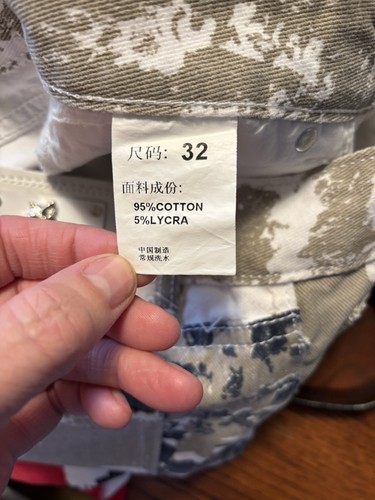 尺码: 32
面料成份:
95%COTTON
5%LYCRA
中国制造
常规洗水